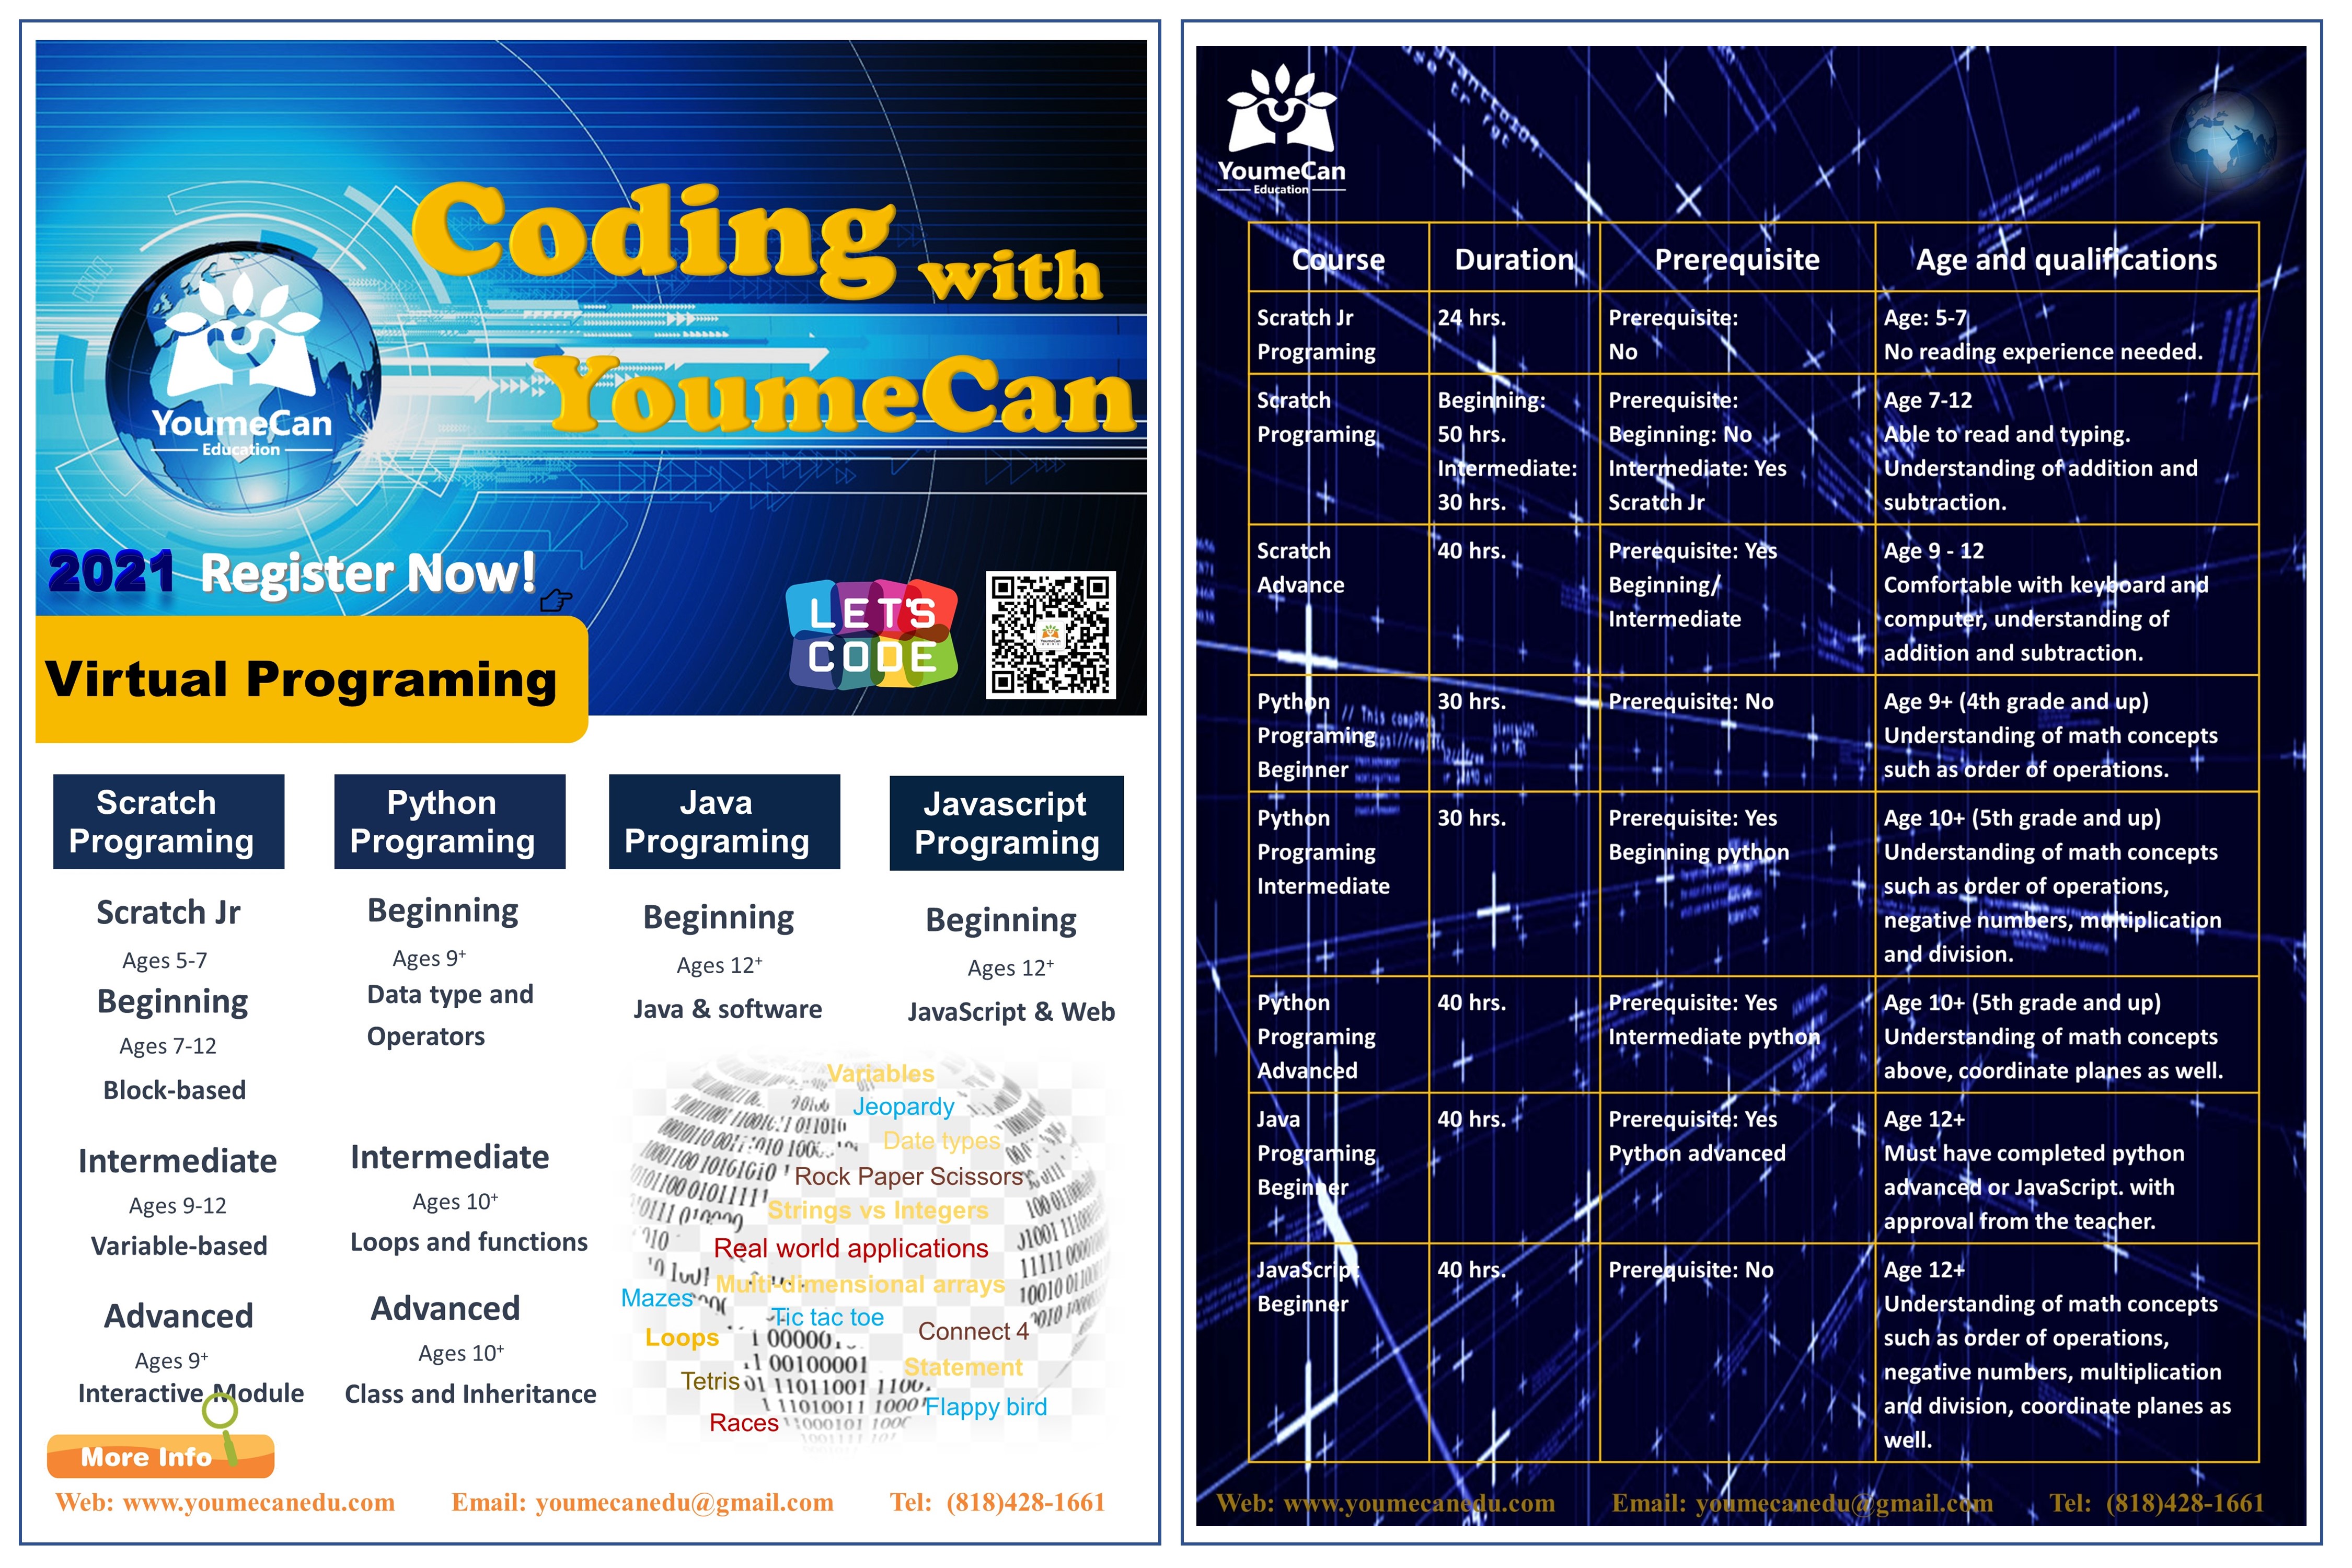 Coding with
YoumeCan
YoumeCan
Education
2021 Register Now!
LET'S
CODE
Virtual Programing
Scratch
Programing
Scratch Jr
Ages 5-7
Beginning
Ages 7-12
Block-based
Intermediate
Ages 9-12
Variable-based
Advanced
Ages 9+
Interactive Module
Python
Programing
Beginning
Ages 9+
Data type and
Operators
Intermediate
Ages 10+
Loops and functions
Advanced
Ages 10+
Class and Inheritance
Java
Programing
Beginning
Ages 12+
Java & software
Javascript
Programing
Beginning
Ages 12+
JavaScript & Web
Variables
Jeopardy
Date types
Rock Paper Scissors
Strings vs Integers
Real world applications
Multi-dimensional arrays
Mazes
Tic tac toe
Connect 4
Loops
Statement
Tetris
Flappy bird
Races
More Info
Web: www.youmecanedu.com Email: youmecanedu@gmail.com Tel: (818)428-1661
YoumeCan
Education
Course Duration Prerequisite Age and qualifications
Scratch Jr
Programing
24 hrs.
Prerequisite:
No
Age: 5-7
No reading experience needed.
Scratch
Programing
Beginning:
50 hrs.
Intermediate:
30 hrs.
Prerequisite:
Beginning: No
Intermediate: Yes
Scratch Jr
Age 7-12
Able to read and typing.
Understanding of addition and
subtraction.
Scratch
Advance
40 hrs.
Prerequisite: Yes
Beginning/
Intermediate
Age 9 - 12
Comfortable with keyboard and
computer, understanding of
addition and subtraction.
Python
Programing
Beginner
30 hrs.
Prerequisite: No
Age 9+ (4th grade and up)
Understanding of math concepts
such as order of operations.
Python
Programing
Intermediate
30 hrs.
Prerequisite: Yes
Beginning python
Age 10+ (5th grade and up)
Understanding of math concepts
such as order of operations,
negative numbers, multiplication
and division.
Python
Programing
Advanced
40 hrs.
Prerequisite: Yes
Intermediate python
Age 10+ (5th grade and up)
Understanding of math concepts
above, coordinate planes as well.
Java
Programing
Beginner
40 hrs.
Prerequisite: Yes
Python advanced
Age 12+
Must have completed python
advanced or JavaScript. with
approval from the teacher.
JavaScript
Beginner
40 hrs.
Prerequisite: No
Age 12+
Understanding of math concepts
such as order of operations,
negative numbers, multiplication
and division, coordinate planes as
well.
Web: www.youmecanedu.com Email: youmecanedu@gmail.com Tel: (818)428-1661